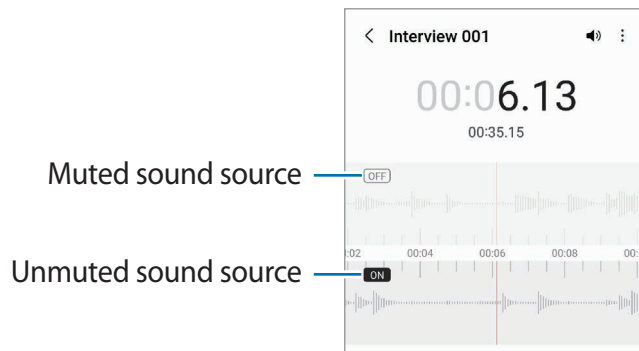 Interview 001
00:06.13
00:35.15
Muted sound source
OFF
:02 00:04 00:06 00:08 00:
Unmuted sound source
ON